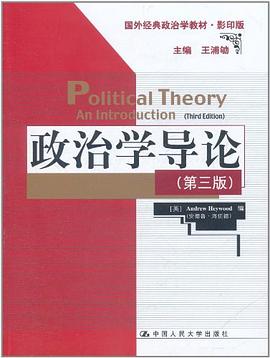 国外经典政治学教材·影印版
主编 王浦劬
Political Theory
An Introduction (Third Edition)
政治学导论
(第三版)
[英] Andrew Heywood 编
(安德鲁·海伍德)
中国人民大学出版社